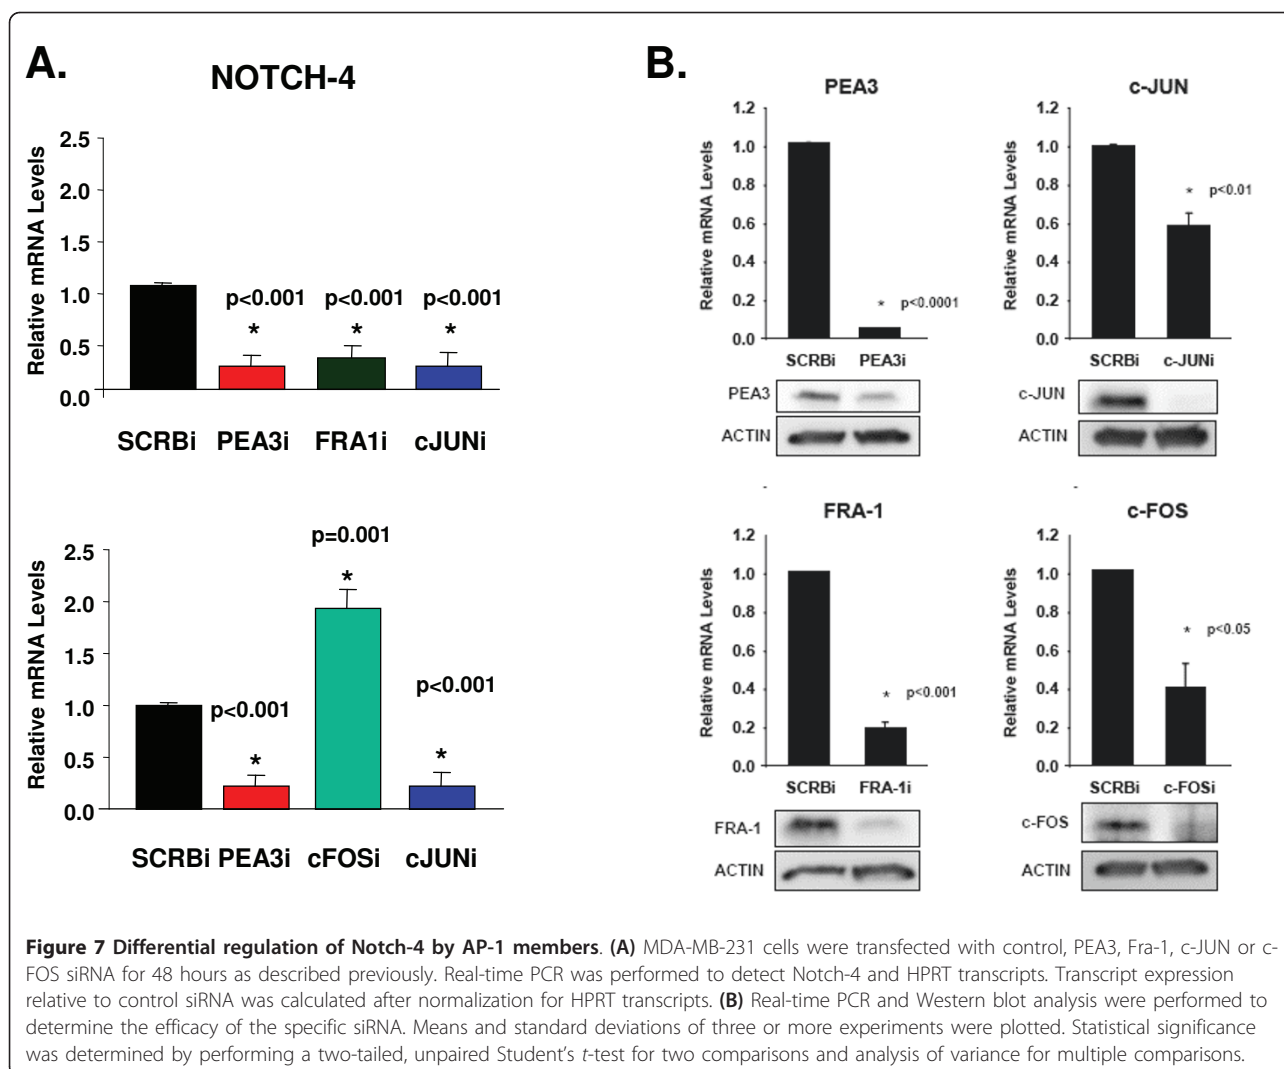 A.
NOTCH-4
Relative mRNA Levels
2.5
2.0
1.5
1.0
0.5
0.0
p<0.001
p<0.001
p<0.001
*
*
*
SCRBi PEA3i FRA1i cJUNi
Relative mRNA Levels
2.5
2.0
1.5
1.0
0.5
0.0
p=0.001
*
p<0.001
*
p<0.001
*
SCRBi PEA3i cFOSi cJUNi
B.
PEA3
Relative mRNA Levels
1.2
1.0
0.8
0.6
0.4
0.2
0.0
* p<0.0001
SCRBi PEA3i
PEA3
ACTIN
c-JUN
Relative mRNA Levels
1.2
1.0
0.8
0.6
0.4
0.2
0.0
* p<0.01
SCRBi c-JUNi
c-JUN
ACTIN
FRA-1
Relative mRNA Levels
1.2
1.0
0.8
0.6
0.4
0.2
0.0
* p<0.001
SCRBi FRA-1i
FRA-1
ACTIN
c-FOS
Relative mRNA Levels
1.2
1.0
0.8
0.6
0.4
0.2
0.0
* p<0.05
SCRBi c-FOSi
c-FOS
ACTIN
Figure 7 Differential regulation of Notch-4 by AP-1 members. (A) MDA-MB-231 cells were transfected with control, PEA3, Fra-1, c-JUN or c-
FOS siRNA for 48 hours as described previously. Real-time PCR was performed to detect Notch-4 and HPRT transcripts. Transcript expression
relative to control siRNA was calculated after normalization for HPRT transcripts. (B) Real-time PCR and Western blot analysis were performed to
determine the efficacy of the specific siRNA. Means and standard deviations of three or more experiments were plotted. Statistical significance
was determined by performing a two-tailed, unpaired Student's t-test for two comparisons and analysis of variance for multiple comparisons.